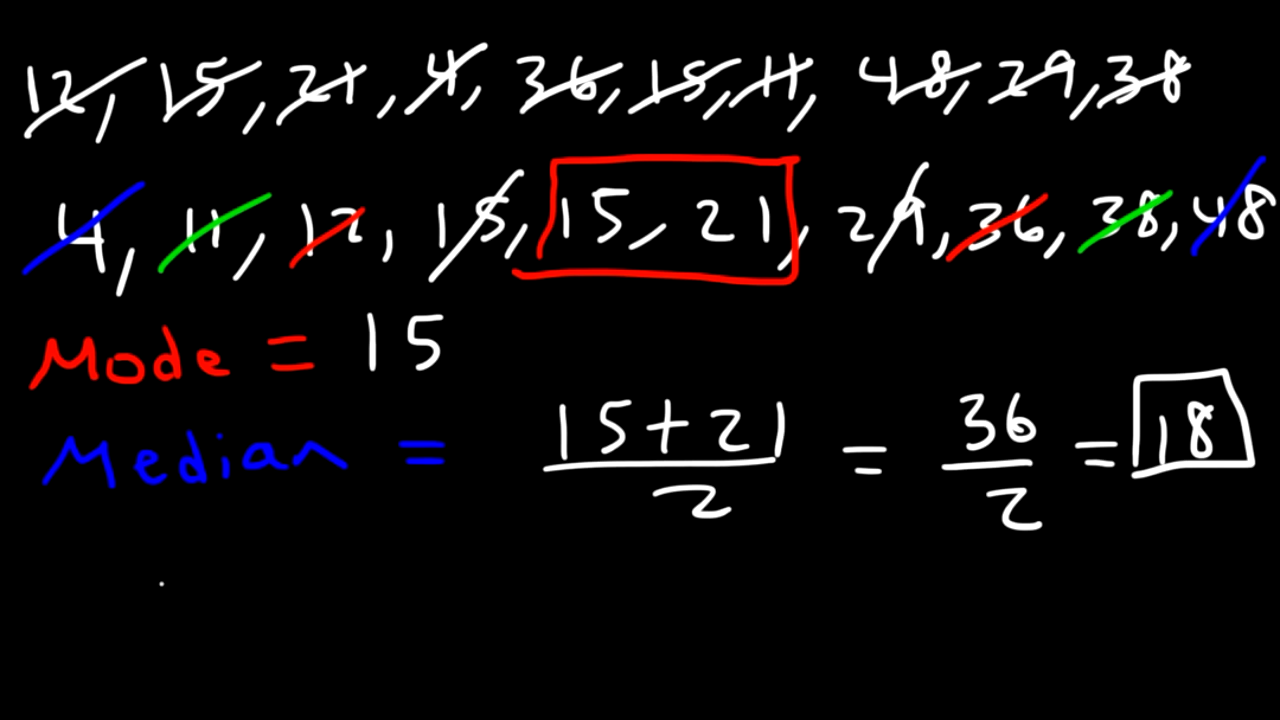 12, 15, 21, 4, 36, 15, 11, 48, 29, 38
4, 11, 12, 15, 15, 21, 29, 36, 38, 48
Mode = 15
Median = 15+21/2 = 36/2 = 18